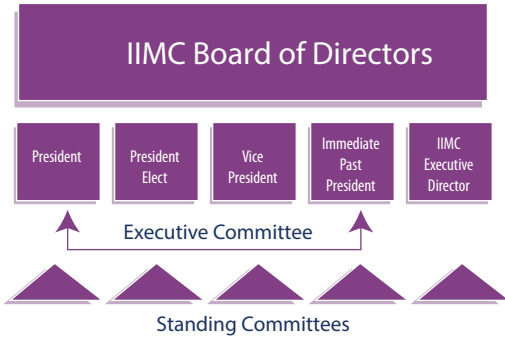 IIMC Board of Directors
President
President
Elect
Vice
President
Immediate
Past
President
IIMC
Executive
Director
Executive Committee
Standing Committees